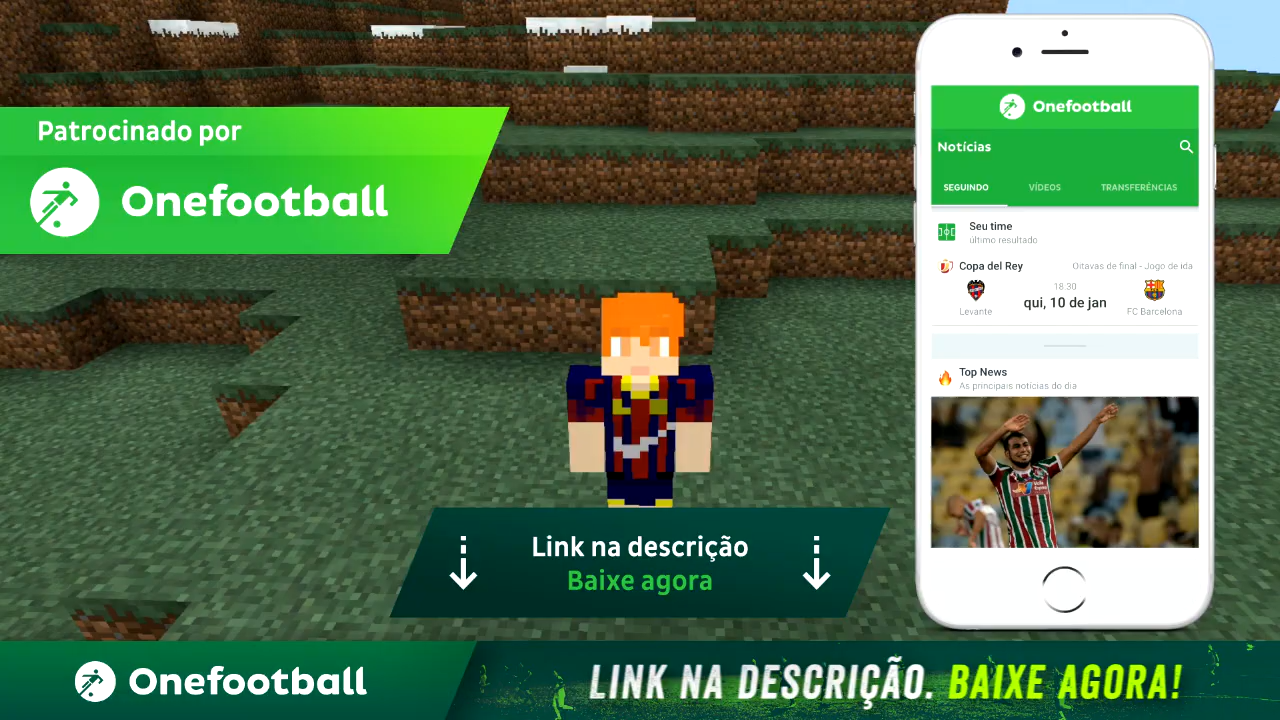 Patrocinado por
Onefootball
Onefootball
Notícias
SEGUINDO VÍDEOS TRANSFERÊNCIAS
Seu time
último resultado
Copa del Rey Oitavas de final - Jogo de ida
18.30
qui, 10 de jan
Levante FC Barcelona
Top News
As principais notícias do dia
Link na descrição
Baixe agora
Onefootball
LINK NA DESCRIÇÃO. BAIXE AGORA!